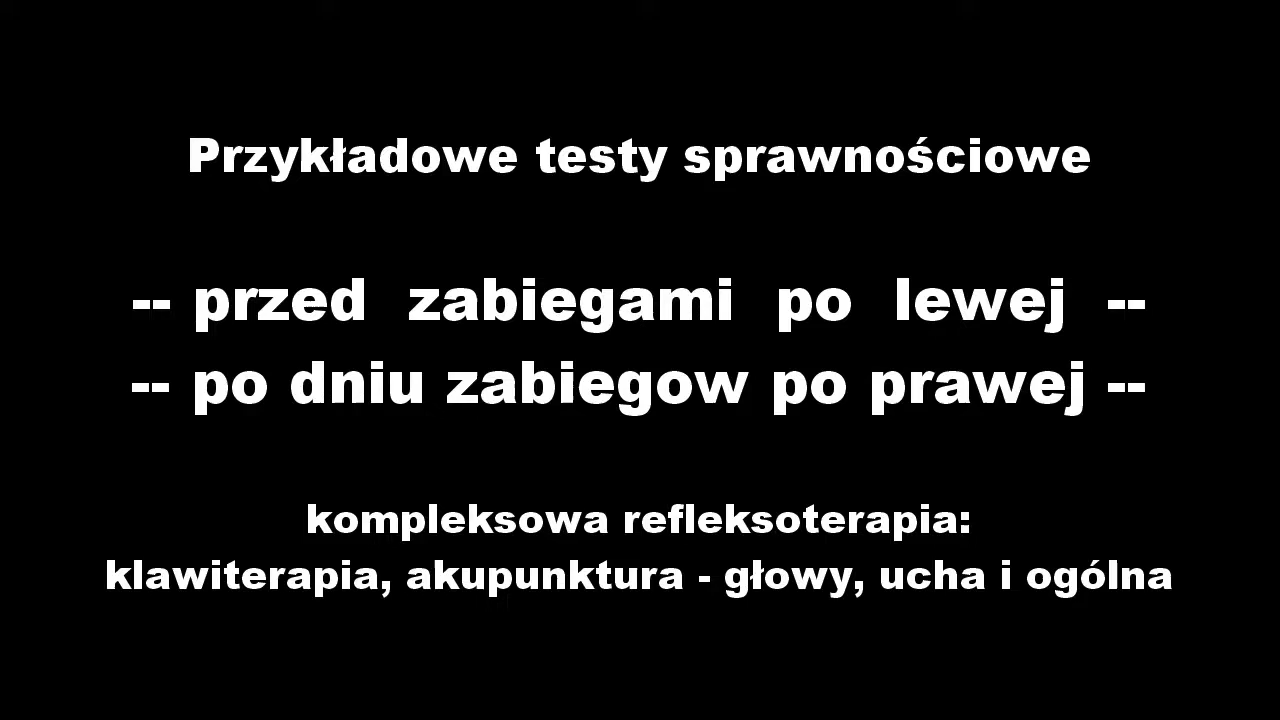 Przykładowe testy sprawnościowe
-- przed zabiegami po lewej --
-- po dniu zabiegow po prawej --
kompleksowa refleksoterapia:
klawiterapia, akupunktura - głowy, ucha i ogólna